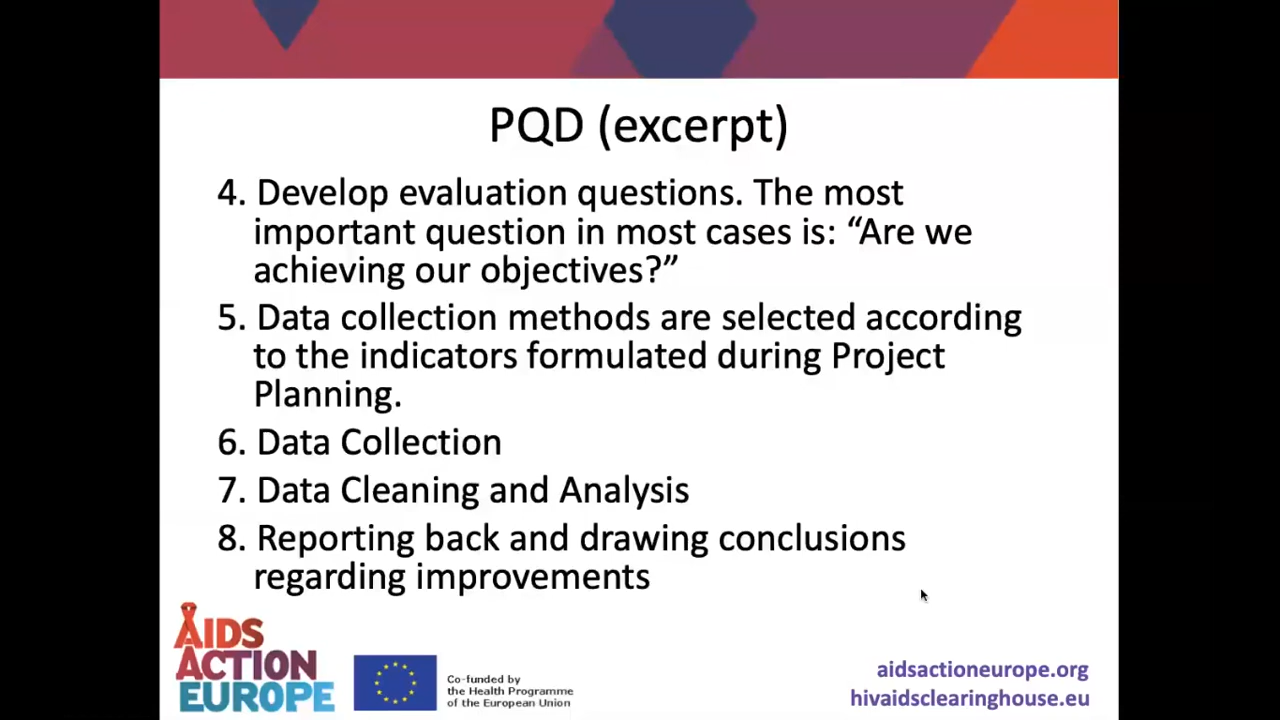 PQD (excerpt)
4. Develop evaluation questions. The most
important question in most cases is: “Are we
achieving our objectives?”
5. Data collection methods are selected according
to the indicators formulated during Project
Planning.
6. Data Collection
7. Data Cleaning and Analysis
8. Reporting back and drawing conclusions
regarding improvements
AIDS
ACTION
EUROPE
Co-funded by
the Health Programme
of the European Union
aidsactioneurope.org
hivaidsclearinghouse.eu